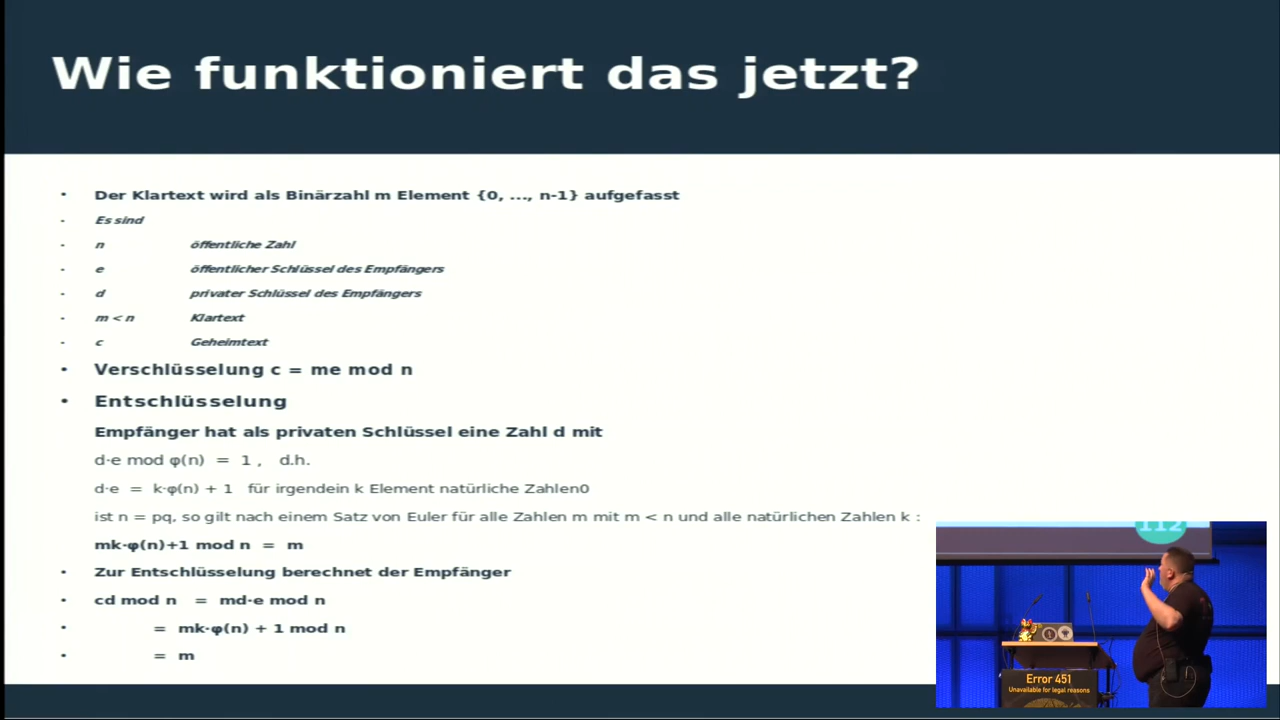 Wie funktioniert das jetzt?
• Der Klartext wird als Binärzahl m Element {0, ..., n-1} aufgefasst
• Es sind
• n öffentliche Zahl
• e öffentlicher Schlüssel des Empfängers
• d privater Schlüssel des Empfängers
• m < n Klartext
• c Geheimtext
• Verschlüsselung c = me mod n
• Entschlüsselung
Empfänger hat als privaten Schlüssel eine Zahl d mit
d·e mod φ(n) = 1 , d.h.
d·e = k·φ(n) + 1 für irgendein k Element natürliche Zahlen0
ist n = pq, so gilt nach einem Satz von Euler für alle Zahlen m mit m < n und alle natürlichen Zahlen k :
mk·φ(n)+1 mod n = m
• Zur Entschlüsselung berechnet der Empfänger
• cd mod n = md·e mod n
• = mk·φ(n) + 1 mod n
• = m
112
Error 451
Unavailable for legal reasons